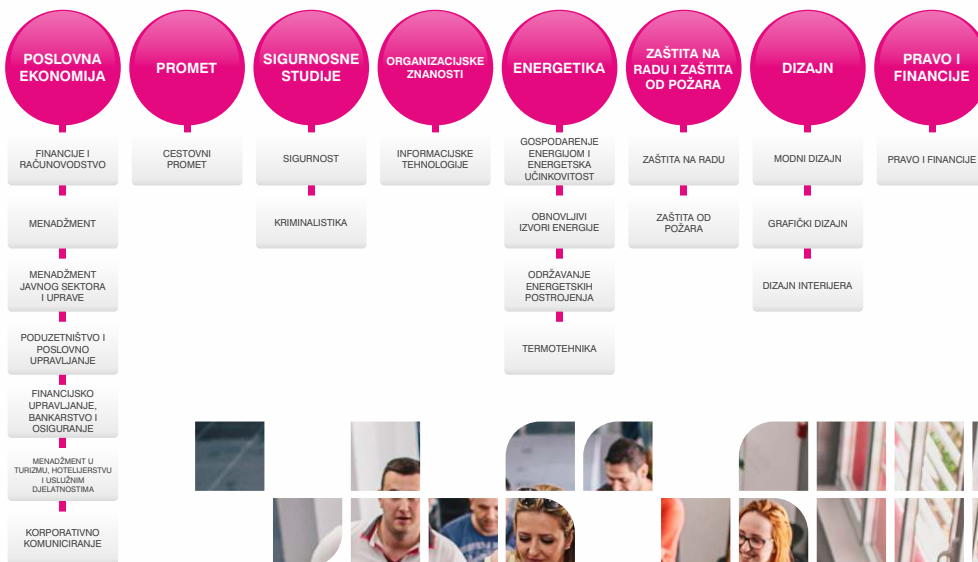 POSLOVNA
EKONOMIJA
FINANCIJE I
RAČUNOVODSTVO
MENADŽMENT
MENADŽMENT
JAVNOG SEKTORA
I UPRAVE
PODUZETNIŠTVO I
POSLOVNO
UPRAVLJANJE
FINANCIJSKO
UPRAVLJANJE,
BANKARSTVO I
OSIGURANJE
MENADŽMENT U
TURIZMU, HOTELIJERSTVU
I USLUŽNIM
DJELATNOSTIMA
KORPORATIVNO
KOMUNICIRANJE
PROMET
CESTOVNI
PROMET
SIGURNOSNE
STUDIJE
SIGURNOST
KRIMINALISTIKA
ORGANIZACIJSKE
ZNANOSTI
INFORMACIJSKE
TEHNOLOGIJE
ENERGETIKA
GOSPODARENJE
ENERGIJOM I
ENERGETSKA
UČINKOVITOST
OBNOVLJIVI
IZVORI ENERGIJE
ODRŽAVANJE
ENERGETSKIH
POSTROJENJA
TERMOTEHNIKA
ZAŠTITA NA
RADU I ZAŠTITA
OD POŽARA
ZAŠTITA NA RADU
ZAŠTITA OD
POŽARA
DIZAJN
MODNI DIZAJN
GRAFIČKI DIZAJN
DIZAJN INTERIJERA
PRAVO I
FINANCIJE
PRAVO I FINANCIJE